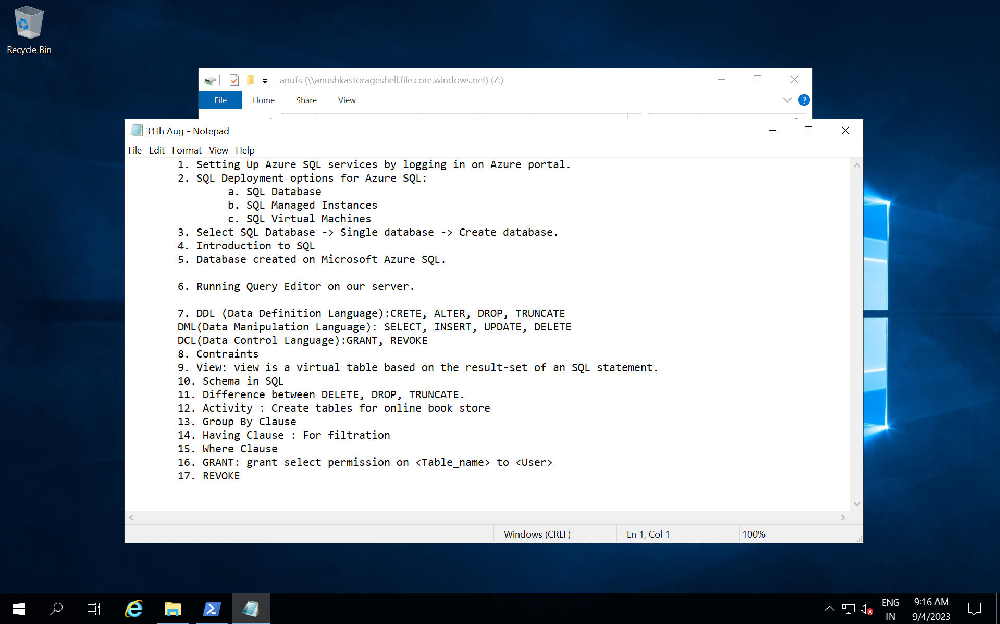 Recycle Bin
anufs (\\anushkastorageshell.file.core.windows.net) (Z:)
File Home Share View
?
31th Aug - Notepad
File Edit Format View Help
1. Setting Up Azure SQL services by logging in on Azure portal.
2. SQL Deployment options for Azure SQL:
a. SQL Database
b. SQL Managed Instances
c. SQL Virtual Machines
3. Select SQL Database -> Single database -> Create database.
4. Introduction to SQL
5. Database created on Microsoft Azure SQL.
6. Running Query Editor on our server.
7. DDL (Data Definition Language):CRETE, ALTER, DROP, TRUNCATE
DML(Data Manipulation Language): SELECT, INSERT, UPDATE, DELETE
DCL(Data Control Language):GRANT, REVOKE
8. Contraints
9. View: view is a virtual table based on the result-set of an SQL statement.
10. Schema in SQL
11. Difference between DELETE, DROP, TRUNCATE.
12. Activity : Create tables for online book store
13. Group By Clause
14. Having Clause : For filtration
15. Where Clause
16. GRANT: grant select permission on <Table_name> to <User>
17. REVOKE
Windows (CRLF) Ln 1, Col 1 100%
ENG 9:16 AM
IN 9/4/2023